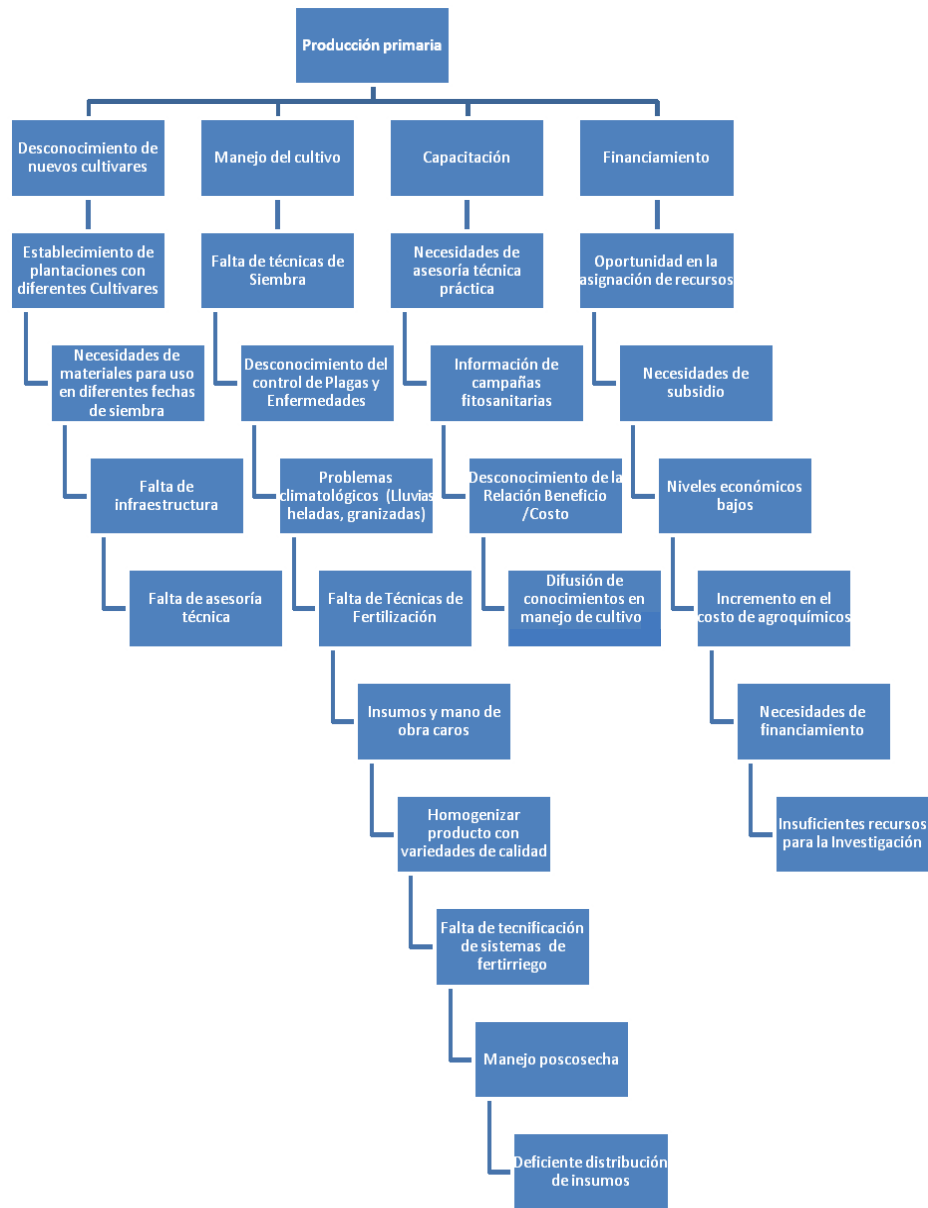 Producción primaria
Desconocimiento de
nuevos cultivares
Establecimiento de
plantaciones con
diferentes Cultivares
Necesidades de
materiales para uso
en diferentes fechas
de siembra
Falta de
infraestructura
Falta de asesoría
técnica
Manejo del cultivo
Falta de técnicas de
Siembra
Desconocimiento del
control de Plagas y
Enfermedades
Problemas
climatológicos (Lluvias
heladas, granizadas)
Falta de Técnicas de
Fertilización
Insumos y mano de
obra caros
Homogenizar
producto con
variedades de calidad
Falta de tecnificación
de sistemas de
fertirriego
Manejo poscosecha
Deficiente distribución
de insumos
Capacitación
Necesidades de
asesoría técnica
práctica
Información de
campañas
fitosanitarias
Desconocimiento de la
Relación Beneficio
/Costo
Difusión de
conocimientos en
manejo de cultivo
Financiamiento
Oportunidad en la
asignación de recursos
Necesidades de
subsidio
Niveles económicos
bajos
Incremento en el
costo de agroquímicos
Necesidades de
financiamiento
Insuficientes recursos
para la Investigación